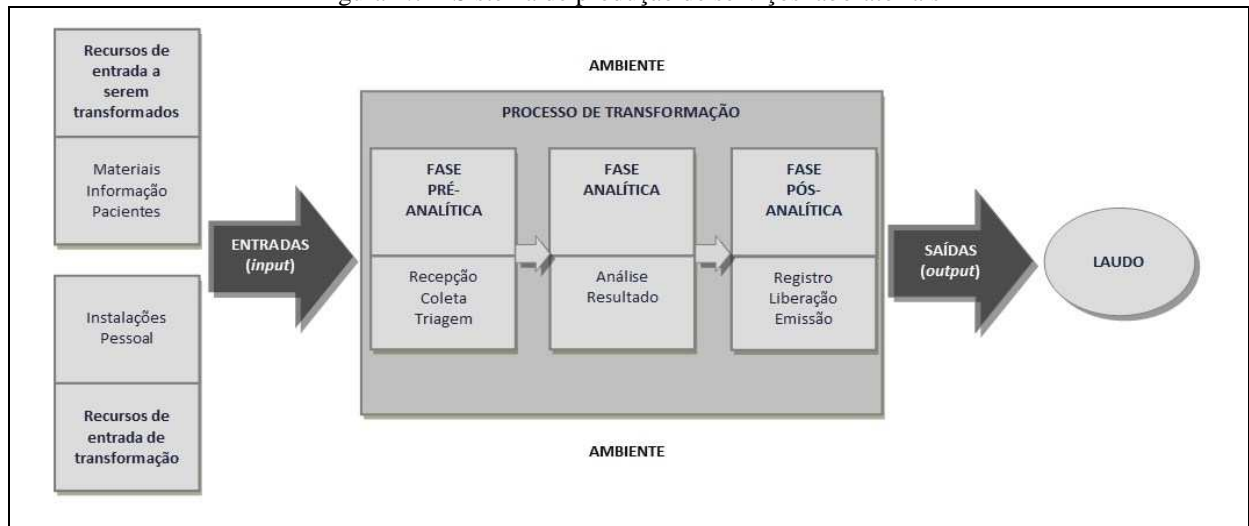 Recursos de
entrada a
serem
transformados
Materiais
Informação
Pacientes
Instalações
Pessoal
Recursos de
entrada de
transformação
ENTRADAS
(input)
AMBIENTE
PROCESSO DE TRANSFORMAÇÃO
FASE
PRÉ-
ANALÍTICA
Recepção
Coleta
Triagem
FASE
ANALÍTICA
Análise
Resultado
FASE
PÓS-
ANALÍTICA
Registro
Liberação
Emissão
AMBIENTE
SAÍDAS
(output)
LAUDO